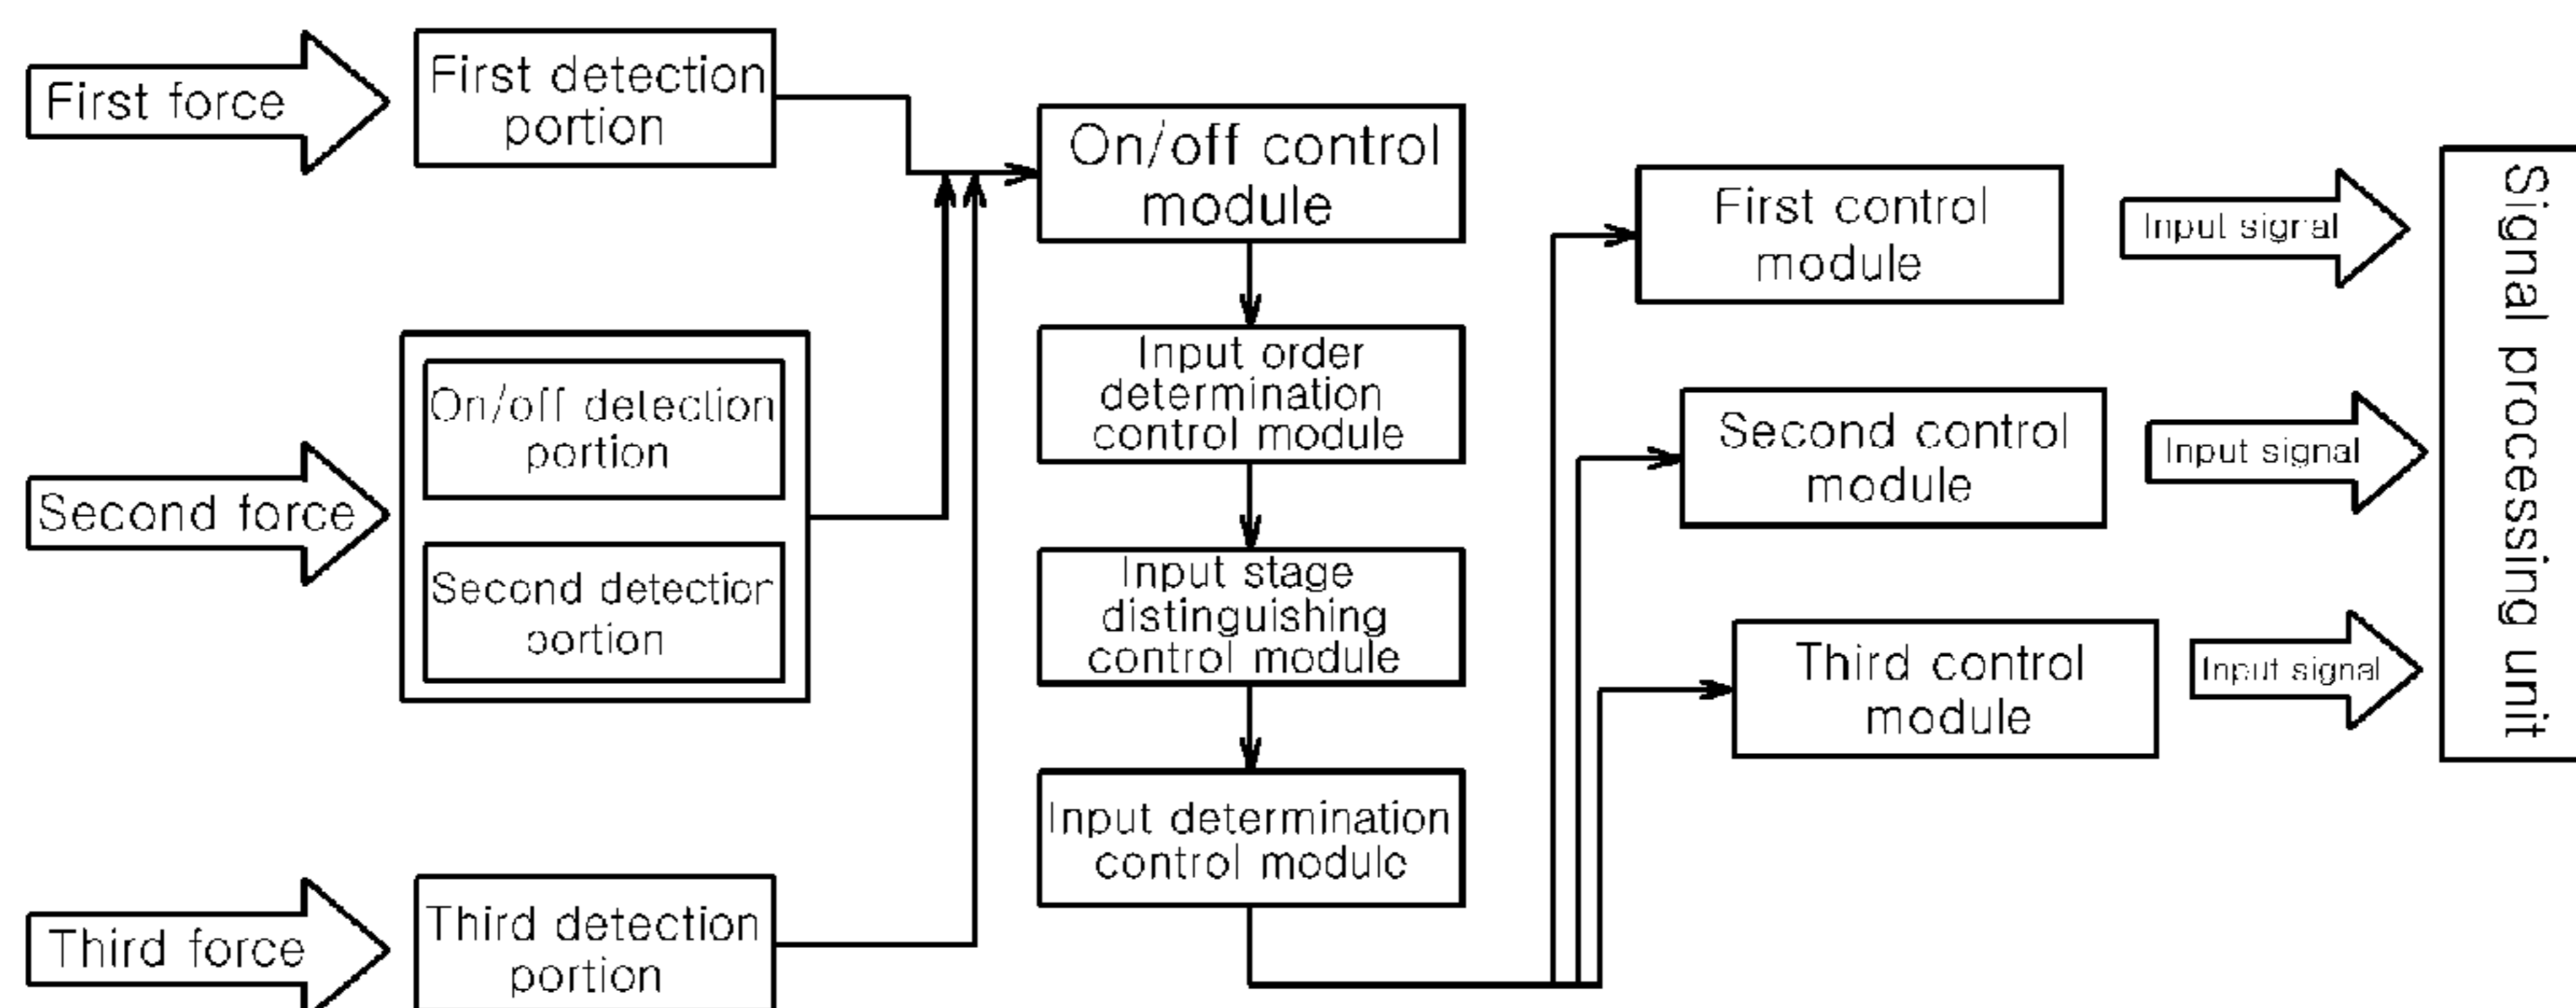 First force
First detection
portion
On/off control
module
First control
module
Input signal
Signal processing unit
Second force
On/off detection
portion
Second detection
portion
Input order
determination
control module
Second control
module
Input signal
Input stage
distinguishing
control module
Third control
module
Input signal
Input determination
control module
Third force
Third detection
portion